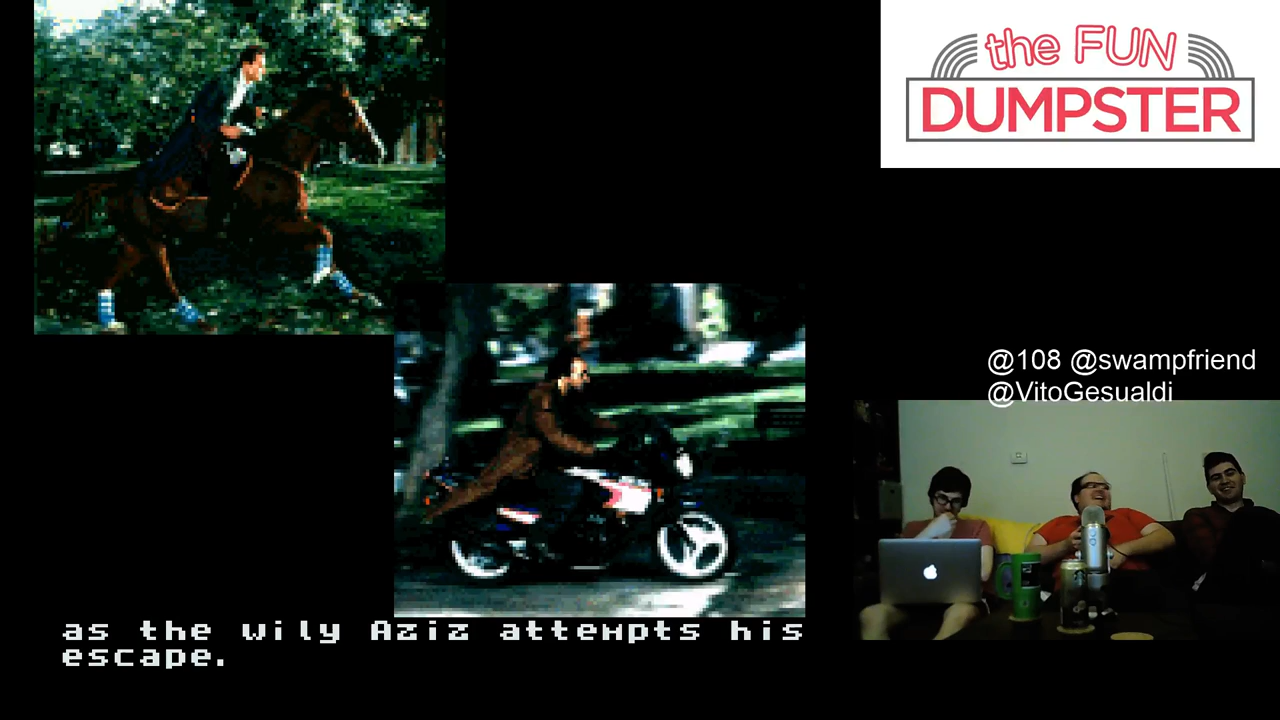 the FUN
DUMPSTER
@108 @swampfriend
@VitoGesualdi
as the wily Aziz attempts his
escape.